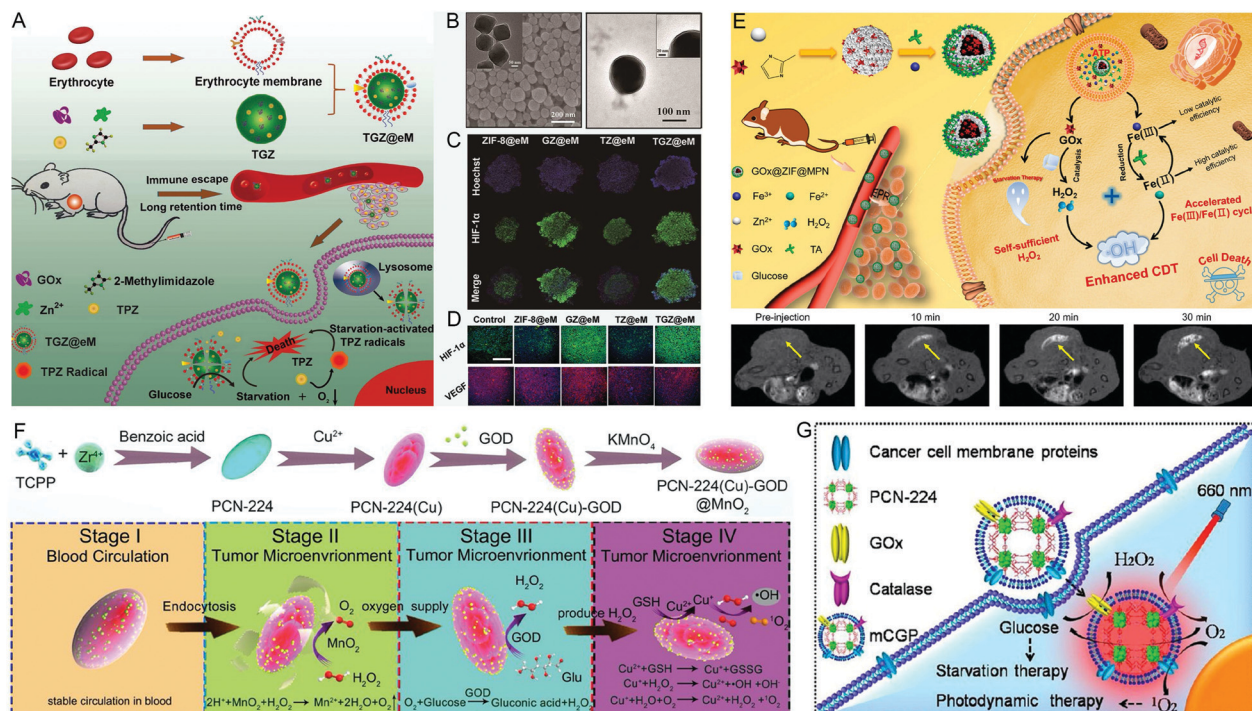 A
Erythrocyte
Erythrocyte membrane
TGZ
TGZ@eM
Immune escape
Long retention time
GOx
2-Methylimidazole
Zn2+
TPZ
TGZ@eM
TPZ Radical
Lysosome
Death
TPZ
Starvation-activated
TPZ radicals
Glucose
Starvation + O2
Nucleus
B
200 nm
100 nm
C
ZIF-8@eM GZ@eM TZ@eM TGZ@eM
Hoechst
HIF-1α
Merge
D
Control ZIF-8@eM GZ@eM TZ@eM TGZ@eM
HIF-1α
VEGF
E
EPR
GOx@ZIF@MPN
Fe3+ Fe2+
Zn2+ H2O2
GOx TA
Glucose
ATP
GOx
Fe(III)
Low catalytic
efficiency
Starvation Therapy
Catalysis
Reduction
High catalytic
efficiency
Fe(II)
H2O2
Accelerated
Fe(III)/Fe(II) cycle
Self-sufficient
H2O2
·OH
Enhanced CDT
Cell Death
Pre-injection 10 min 20 min 30 min
F
TCPP + Zr4+
Benzoic acid
PCN-224
Cu2+
PCN-224(Cu)
GOD
PCN-224(Cu)-GOD
KMnO4
PCN-224(Cu)-GOD
@MnO2
Stage I
Blood Circulation
stable circulation in blood
Endocytosis
Stage II
Tumor Microenvrionment
O2
MnO2
H2O2
2H++MnO2+H2O2 → Mn2++2H2O+O2↑
oxygen
supply
Stage III
Tumor Microenvrionment
H2O2
GOD
Glu
GOD
O2+Glucose → Gluconic acid+H2O2
produce H2O2
Stage IV
Tumor Microenvrionment
GSH Cu2+ Cu+ •OH
1O2
Cu2++GSH → Cu++GSSG
Cu++H2O2 → Cu2++•OH +OH-
Cu++H2O+O2 → Cu2++H2O2 +1O2
G
Cancer cell membrane
proteins
PCN-224
GOx
Catalase
mCGP
660 nm
H2O2
Glucose
O2
Starvation therapy
Photodynamic therapy
1O2